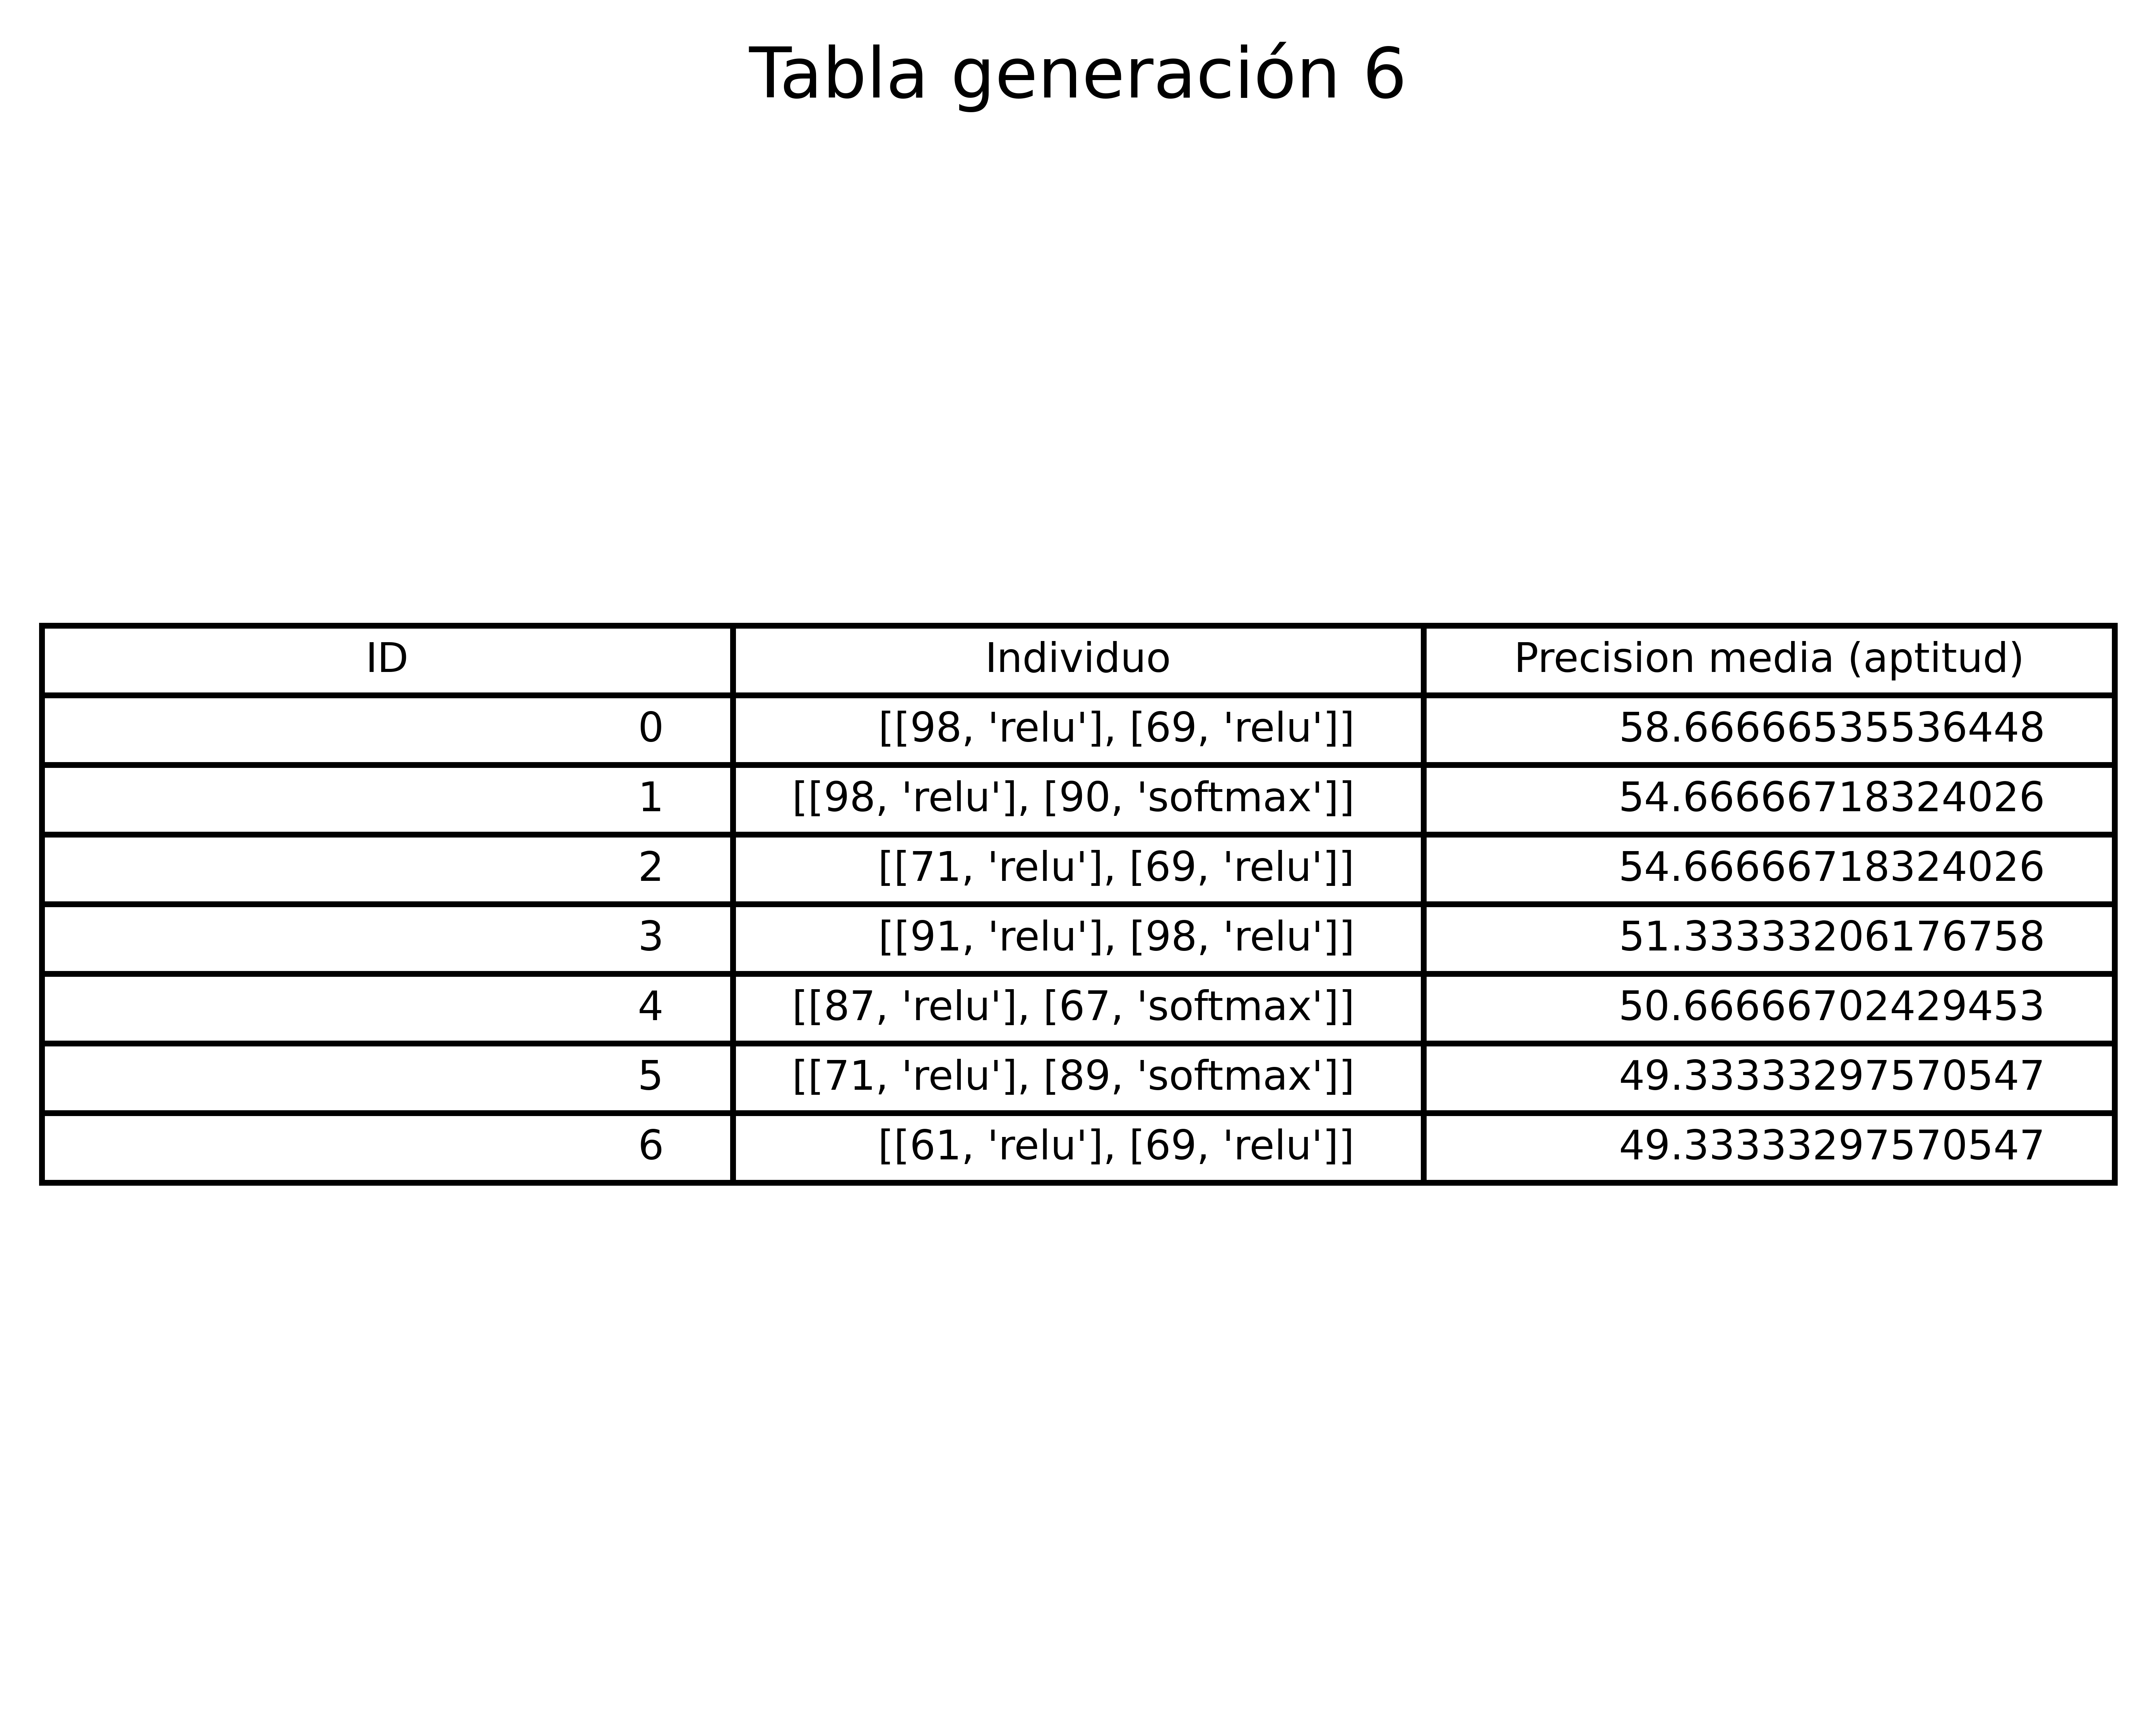 Tabla generación 6
ID Individuo Precision media (aptitud)
0 [[98, 'relu'], [69, 'relu']] 58.66666535536448
1 [[98, 'relu'], [90, 'softmax']] 54.66666718324026
2 [[71, 'relu'], [69, 'relu']] 54.66666718324026
3 [[91, 'relu'], [98, 'relu']] 51.33333206176758
4 [[87, 'relu'], [67, 'softmax']] 50.66666702429453
5 [[71, 'relu'], [89, 'softmax']] 49.33333297570547
6 [[61, 'relu'], [69, 'relu']] 49.33333297570547